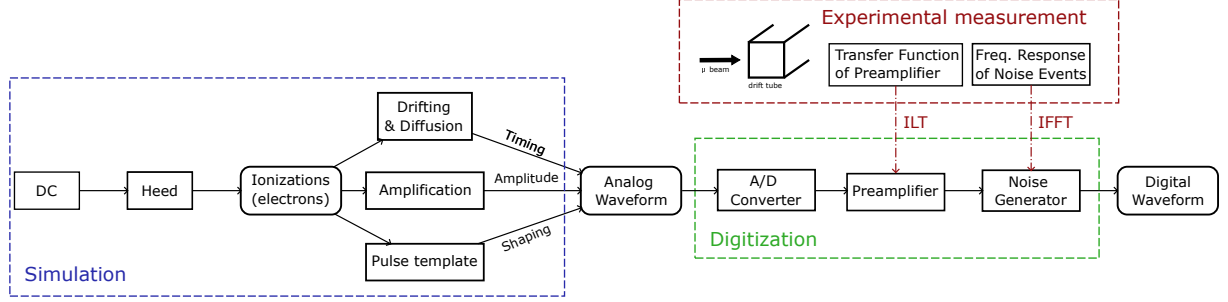 Experimental measurement
μ beam
drift tube
Transfer Function
of Preamplifier
Freq. Response
of Noise Events
ILT
IFFT
DC
Heed
Ionizations
(electrons)
Drifting
& Diffusion
Amplification
Pulse template
Timing
Amplitude
Shaping
Simulation
Analog
Waveform
A/D
Converter
Preamplifier
Noise
Generator
Digitization
Digital
Waveform